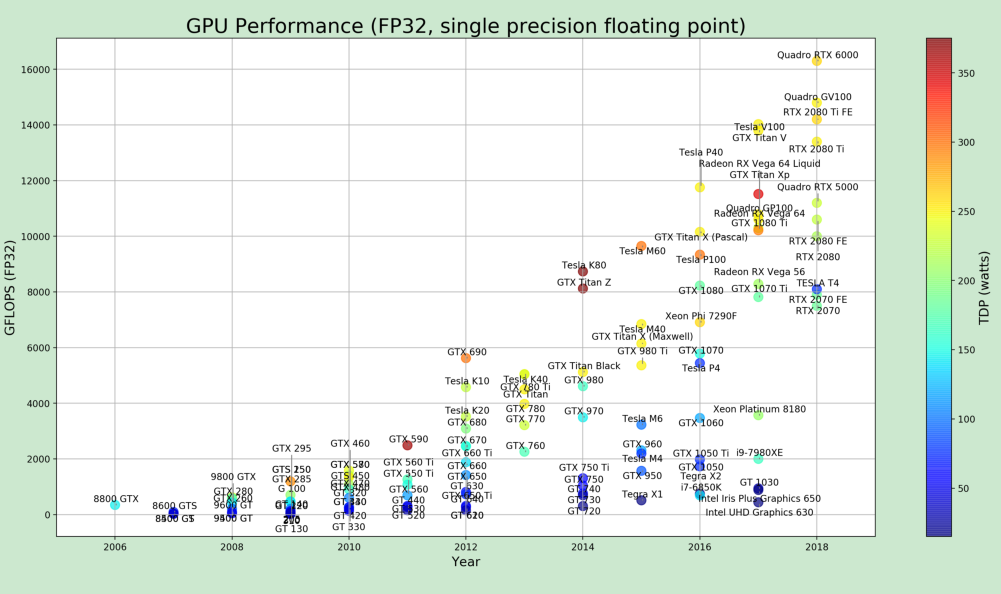 GPU Performance (FP32, single precision floating point)
GFLOPS (FP32)
16000
14000
12000
10000
8000
6000
4000
2000
0
8800 GTX
8600 GTS
9800 GTX
GTX 280
GTX 295
GTX 285
G 100
GT 130
GTX 460
GT 420
GT 330
GTX 590
GTX 560 Ti
GTX 550 Ti
GTX 560
GT 440
GT 520
GTX 690
Tesla K10
Tesla K20
GTX 680
GTX 670
GTX 660 Ti
GTX 660
GTX 650
GT 630
GT 640
Tesla K40
GTX 780 Ti
GTX Titan
GTX 780
GTX 770
GTX 760
Tesla K80
GTX Titan Z
GTX Titan Black
GTX 980
GTX 970
GTX 750 Ti
GTX 750
GT 740
GT 730
GT 720
Tesla M60
Tesla M40
GTX Titan X (Maxwell)
GTX 980 Ti
Tesla M6
GTX 960
Tesla M4
GTX 950
Tegra X1
Tesla P40
GTX Titan X (Pascal)
Tesla P100
GTX 1080
Xeon Phi 7290F
GTX 1070
Tesla P4
GTX 1060
GTX 1050 Ti
GTX 1050
Tegra X2
i7-6850K
Tesla V100
GTX Titan V
Radeon RX Vega 64 Liquid
GTX Titan Xp
Quadro GP100
Radeon RX Vega 64
GTX 1080 Ti
Radeon RX Vega 56
GTX 1070 Ti
Xeon Platinum 8180
i9-7980XE
GT 1030
Intel Iris Plus Graphics 650
Intel UHD Graphics 630
Quadro RTX 6000
Quadro GV100
RTX 2080 Ti FE
RTX 2080 Ti
Quadro RTX 5000
RTX 2080 FE
RTX 2080
TESLA T4
RTX 2070 FE
RTX 2070
2006
2008
2010
2012
2014
2016
2018
Year
350
300
250
200
150
100
50
TDP (watts)